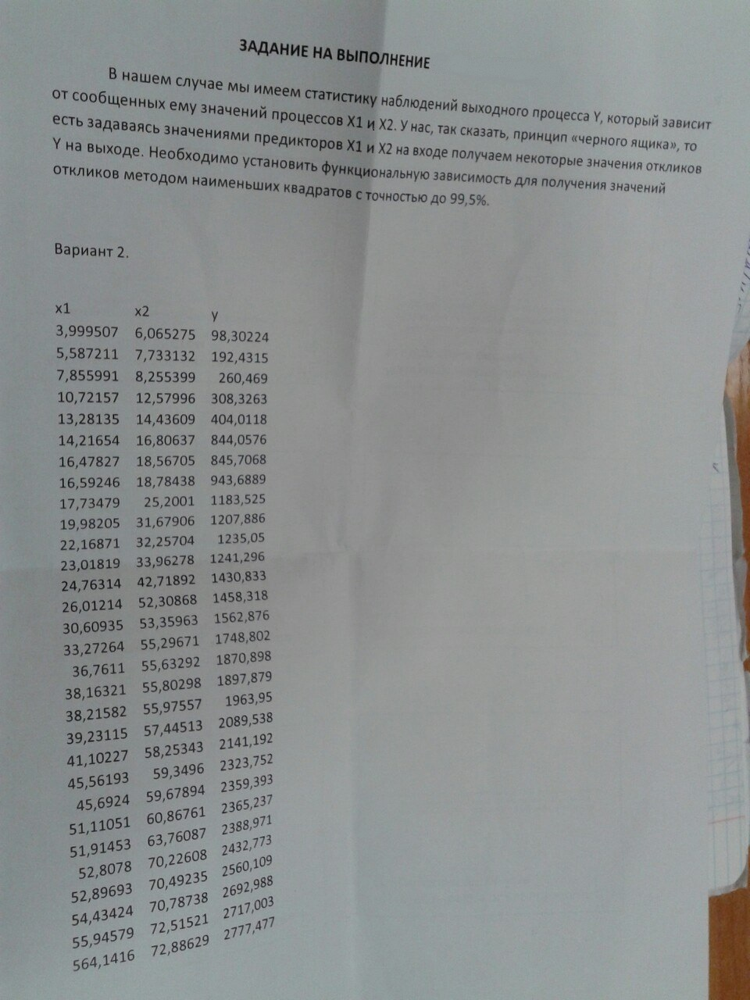 ЗАДАНИЕ НА ВЫПОЛНЕНИЕ
В нашем случае мы имеем статистику наблюдений выходного процесса Y, который зависит
от сообщенных ему значений процессов X1 и X2. У нас, так сказать, принцип «черного ящика», то
есть задаваясь значениями предикторов X1 и X2 на входе получаем некоторые значения откликов
Y на выходе. Необходимо установить функциональную зависимость для получения значений
откликов методом наименьших квадратов с точностью до 99,5%.
Вариант 2.
x1 x2 y
3,999507 6,065275 98,30224
5,587211 7,733132 192,4315
7,855991 8,255399 260,469
10,72157 12,57996 308,3263
13,28135 14,43609 404,0118
14,21654 16,80637 844,0576
16,47827 18,56705 845,7068
16,59246 18,78438 943,6889
17,73479 25,2001 1183,525
19,98205 31,67906 1207,886
22,16871 32,25704 1235,05
23,01819 33,96278 1241,296
24,76314 42,71892 1430,833
26,01214 52,30868 1458,318
30,60935 53,35963 1562,876
33,27264 55,29671 1748,802
36,7611 55,63292 1870,898
38,16321 55,80298 1897,879
38,21582 55,97557 1963,95
39,23115 57,44513 2089,538
41,10227 58,25343 2141,192
45,56193 59,3496 2323,752
45,6924 59,67894 2359,393
51,11051 60,86761 2365,237
51,91453 63,76087 2388,971
52,8078 70,22608 2432,773
52,89693 70,49235 2560,109
54,43424 70,78738 2692,988
55,94579 72,51521 2717,003
564,1416 72,88629 2777,477